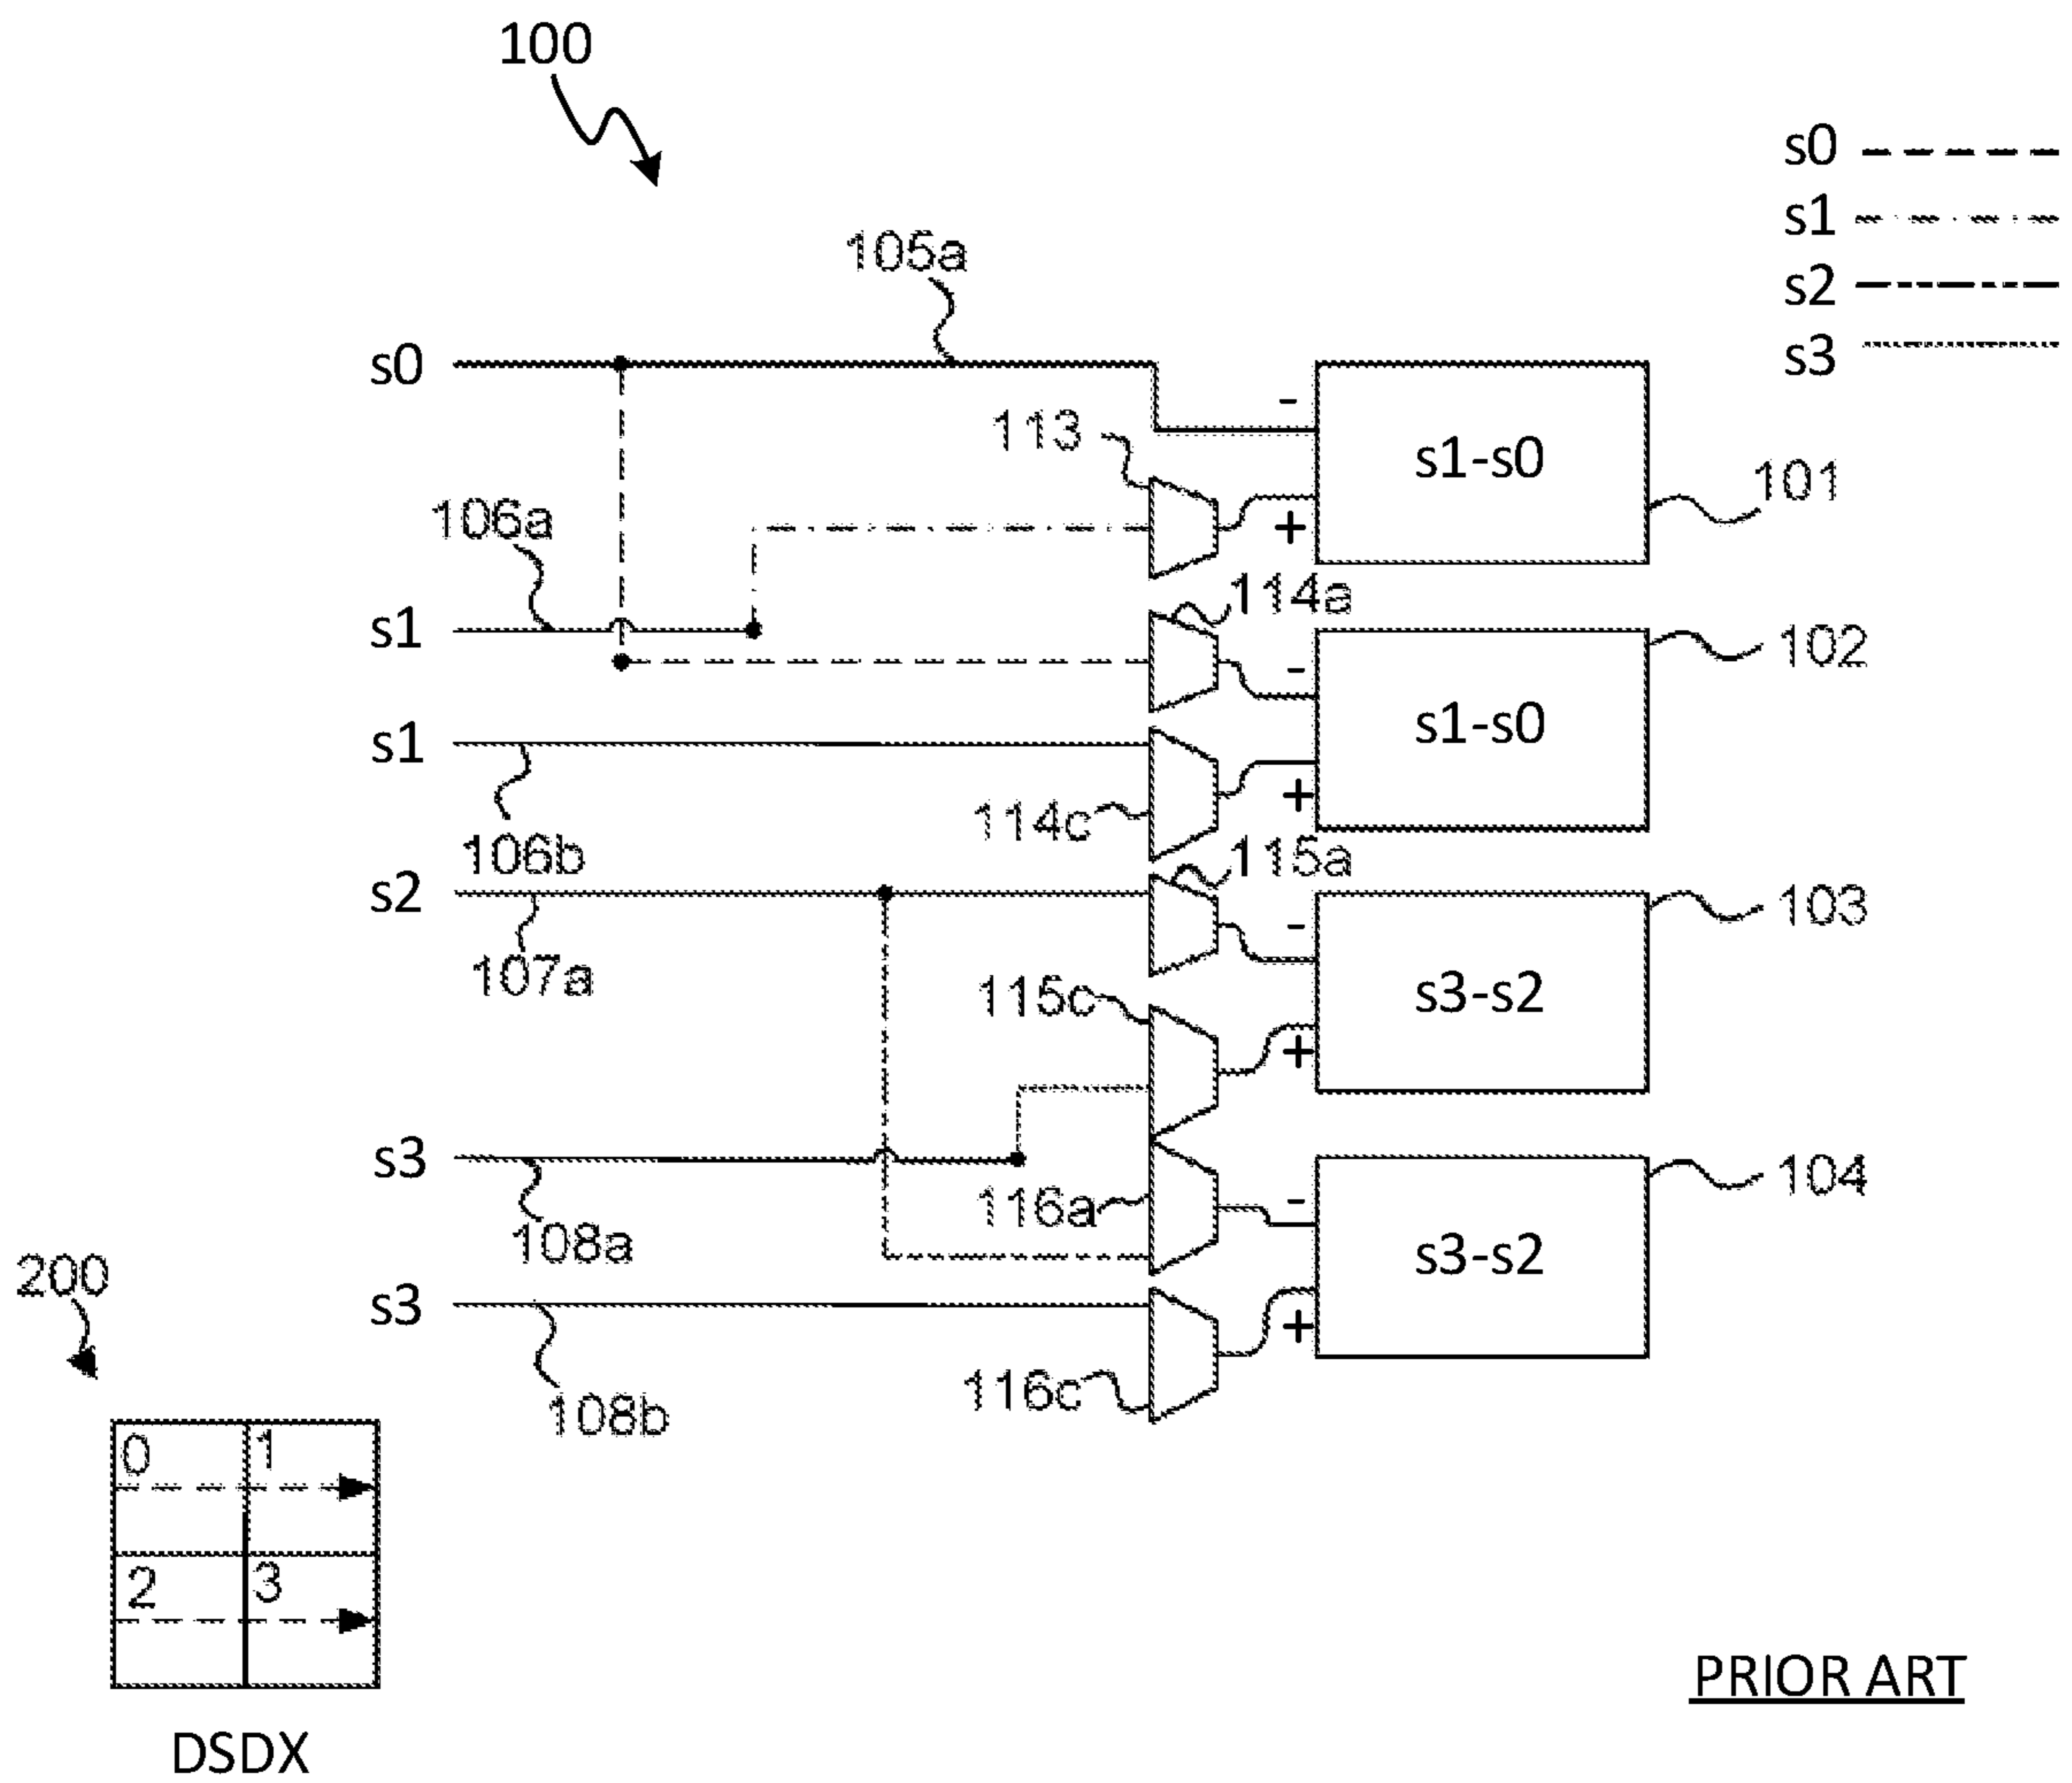 100
s0
s1
s2
s3
105a
s0
-
113
s1-s0
+
101
106a
s1
114a
102
-
s1-s0
s1
+
114c
106b
115a
s2
103
-
107a
115c
s3-s2
+
s3
104
116a
-
108a
s3-s2
200
s3
+
116c
108b
0 1
2 3
DSDX
PRIOR ART